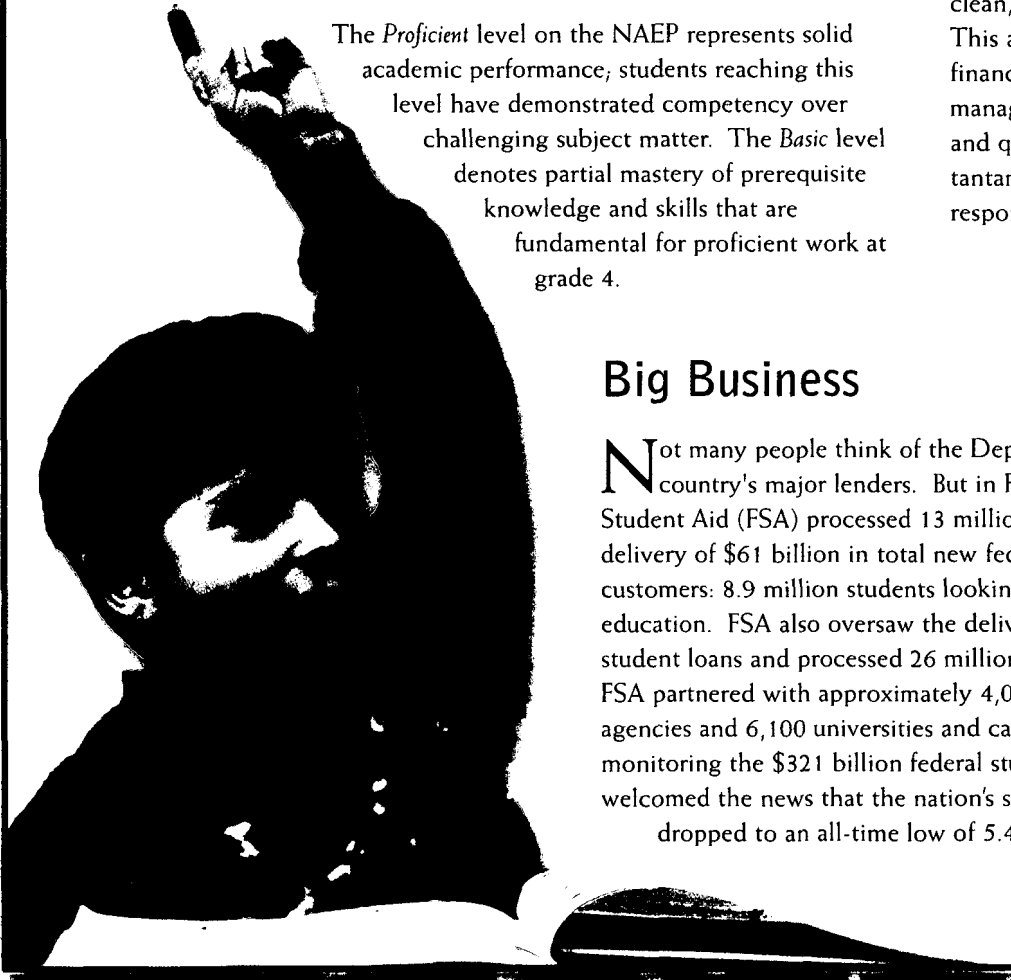 The Proficient level on the NAEP represents solid
academic performance; students reaching this
level have demonstrated competency over
challenging subject matter. The Basic level
denotes partial mastery of prerequisite
knowledge and skills that are
fundamental for proficient work at
grade 4.
clean,
This a
financ
manag
and q
tantar
respo
Big Business
Not many people think of the Dep
country's major lenders. But in F
Student Aid (FSA) processed 13 millio
delivery of $61 billion in total new fed
customers: 8.9 million students lookin
education. FSA also oversaw the deliv
student loans and processed 26 million
FSA partnered with approximately 4,0
agencies and 6,100 universities and ca
monitoring the $321 billion federal stu
welcomed the news that the nation's s
dropped to an all-time low of 5.4